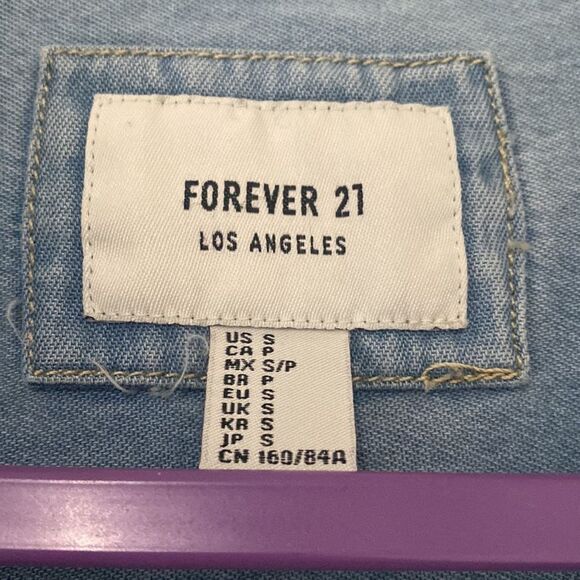 FOREVER 21
LOS ANGELES
US S
CA P
MX S/P
BR P
EU S
UK S
KR S
JP S
CN 160/84A